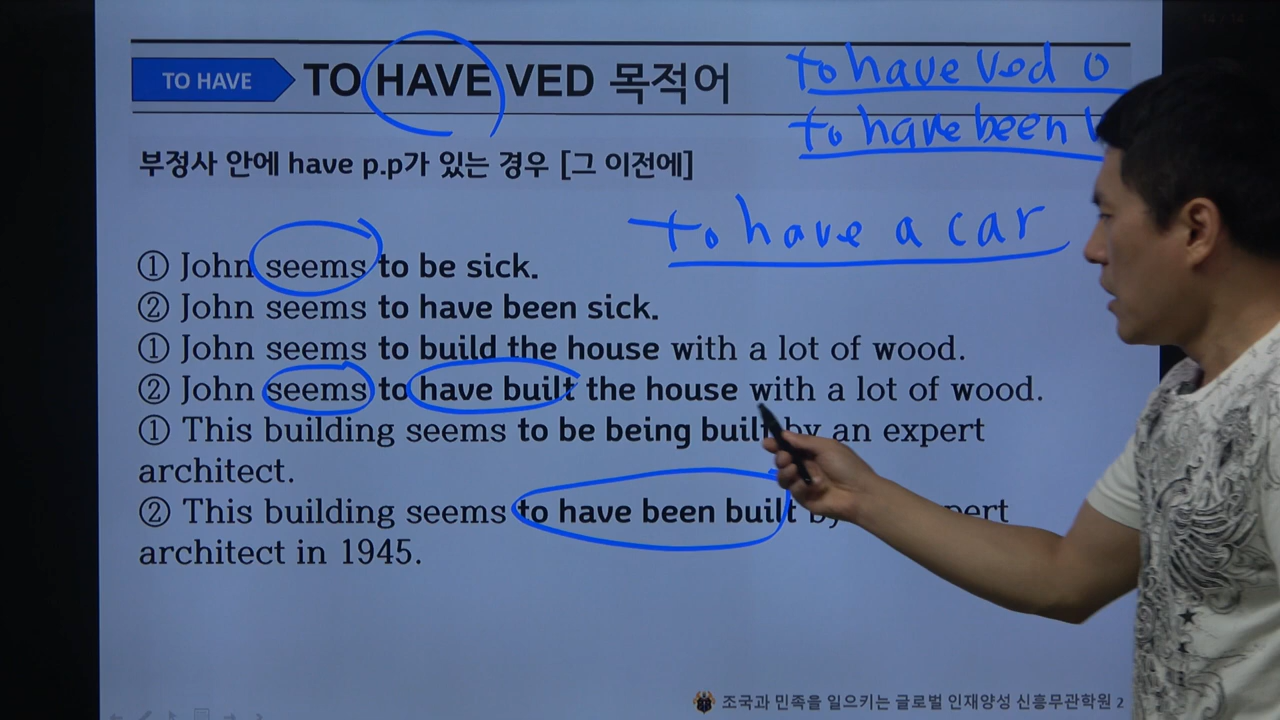 TO HAVE
TO HAVE VED 목적어
to have ved o
to have been
부정사 안에 have p.p가 있는 경우 [그 이전에]
to have a car
① John seems to be sick.
② John seems to have been sick.
① John seems to build the house with a lot of wood.
② John seems to have built the house with a lot of wood.
① This building seems to be being built by an expert
architect.
② This building seems to have been built by
architect in 1945.
조국과 민족을 일으키는 글로벌 인재양성 신흥무관학원 2